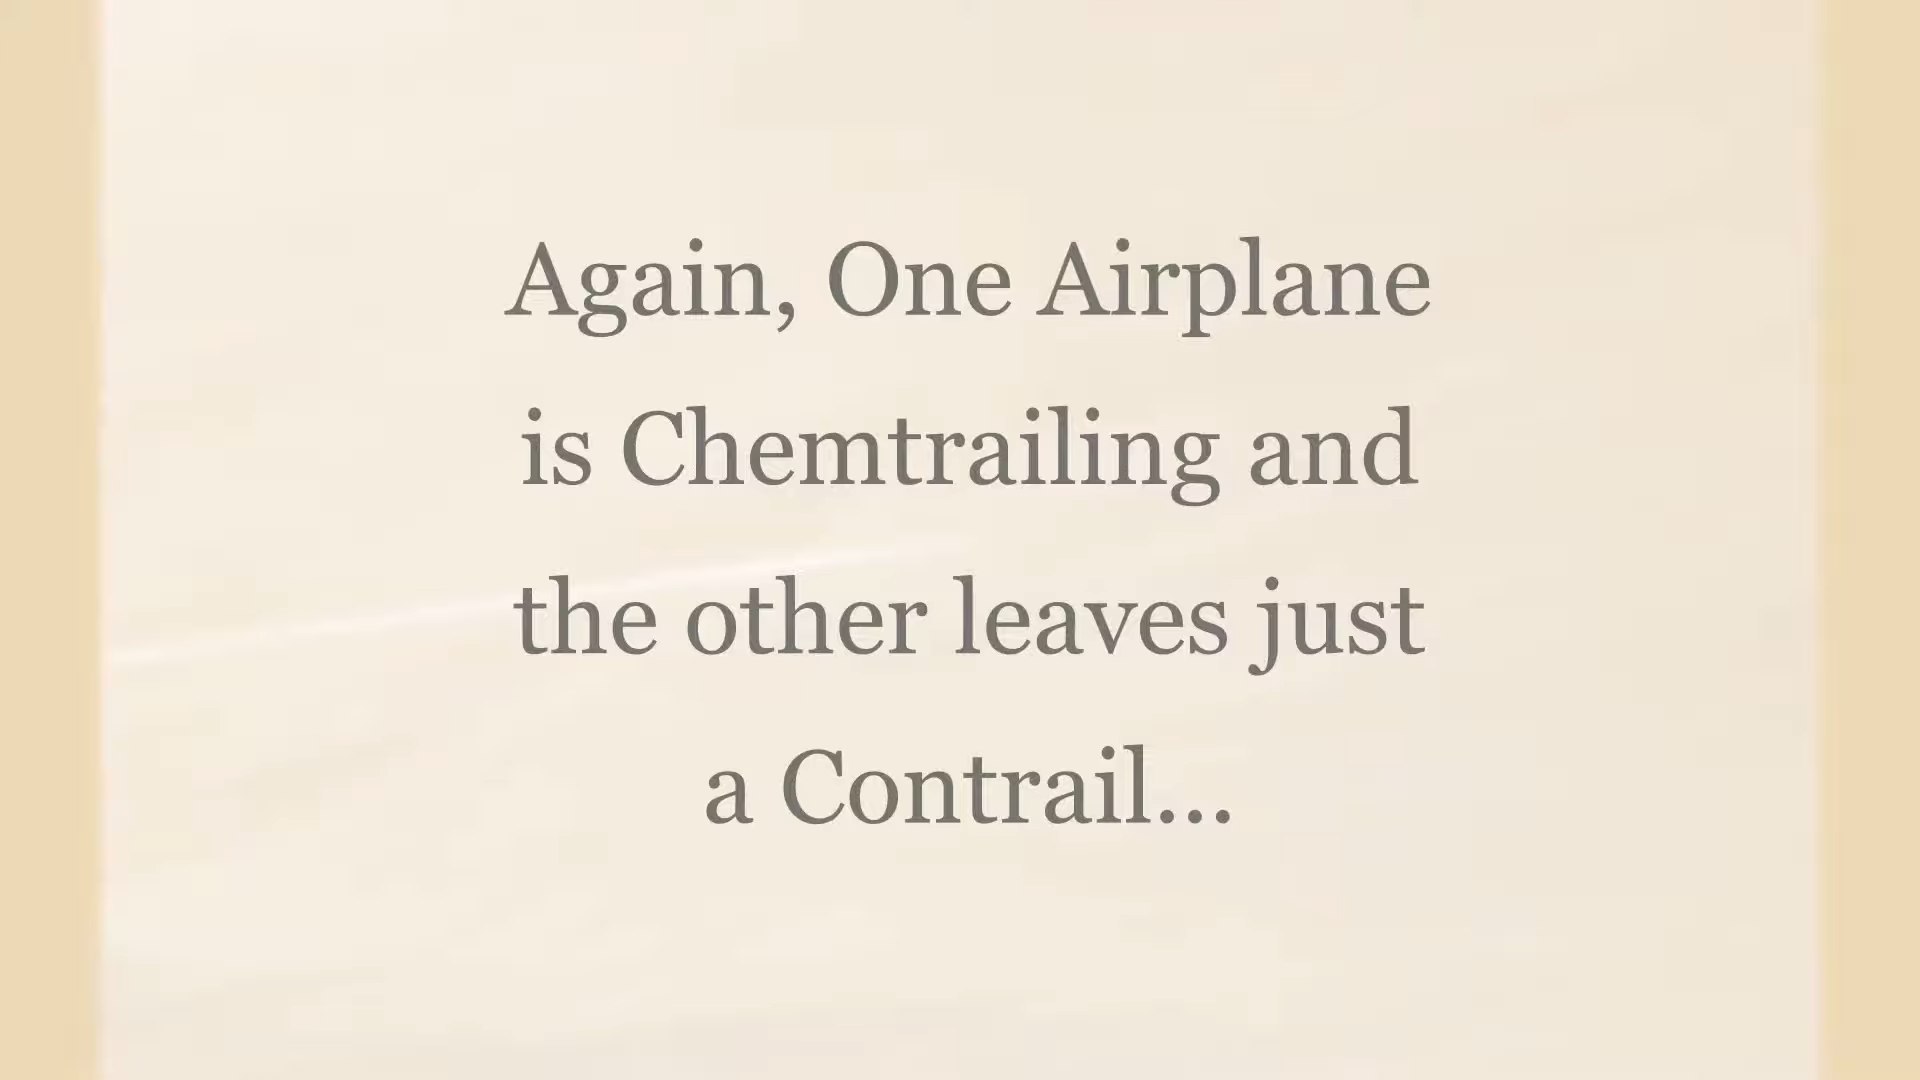 Again, One Airplane
is Chemtrailing and
the other leaves just
a Contrail...